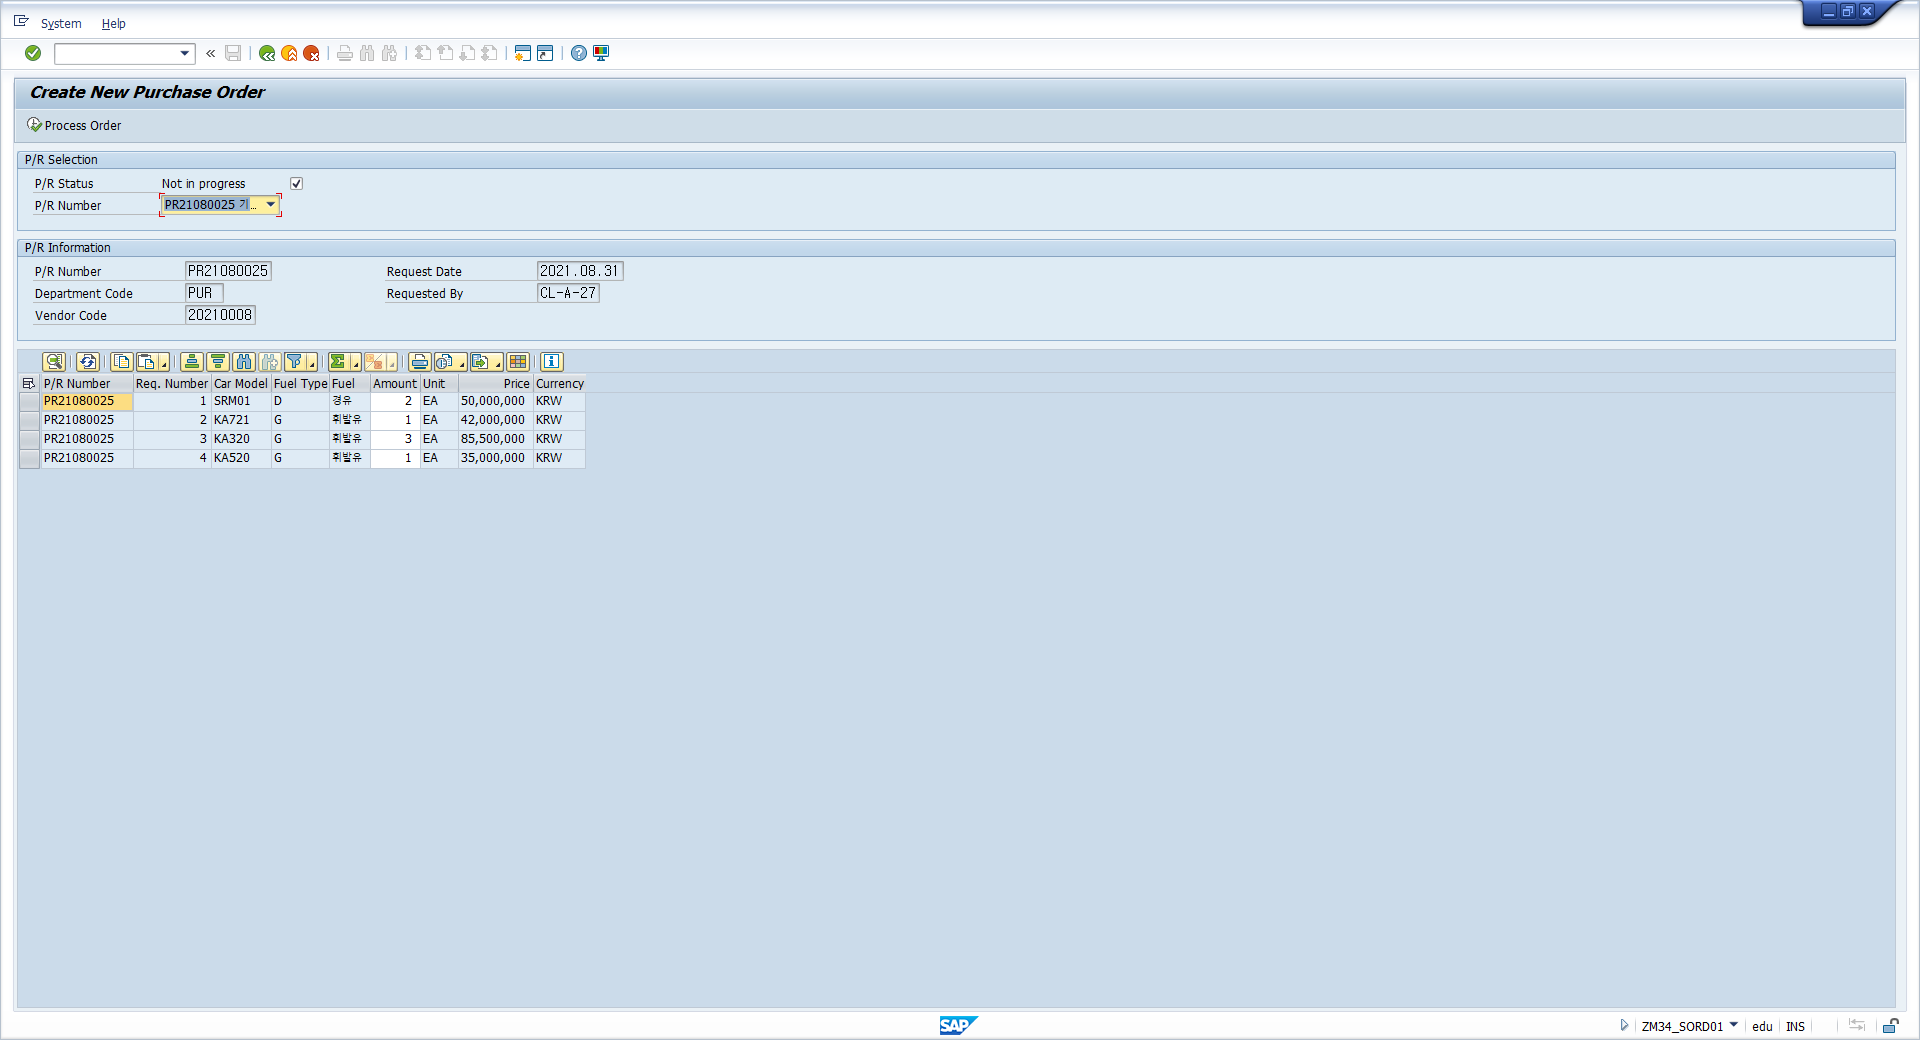 System Help
Create New Purchase Order
Process Order
P/R Selection
P/R Status Not in progress
P/R Number PR21080025 기...
P/R Information
P/R Number PR21080025 Request Date 2021.08.31
Department Code PUR Requested By CL-A-27
Vendor Code 20210008
P/R Number Req. Number Car Model Fuel Type Fuel Amount Unit Price Currency
PR21080025 1 SRM01 D 경유 2 EA 50,000,000 KRW
PR21080025 2 KA721 G 휘발유 1 EA 42,000,000 KRW
PR21080025 3 KA320 G 휘발유 3 EA 85,500,000 KRW
PR21080025 4 KA520 G 휘발유 1 EA 35,000,000 KRW
SAP
ZM34_SORD01 edu INS